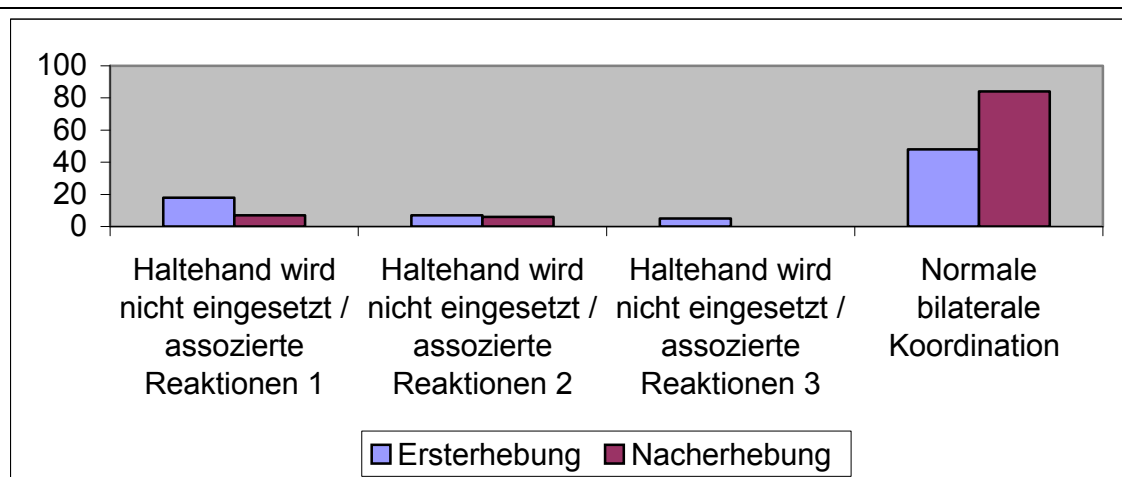 100
80
60
40
20
0
Haltehand wird
nicht eingesetzt /
assozierte
Reaktionen 1
Haltehand wird
nicht eingesetzt /
assozierte
Reaktionen 2
Haltehand wird
nicht eingesetzt /
assozierte
Reaktionen 3
Normale
bilaterale
Koordination
Ersterhebung Nacherhebung